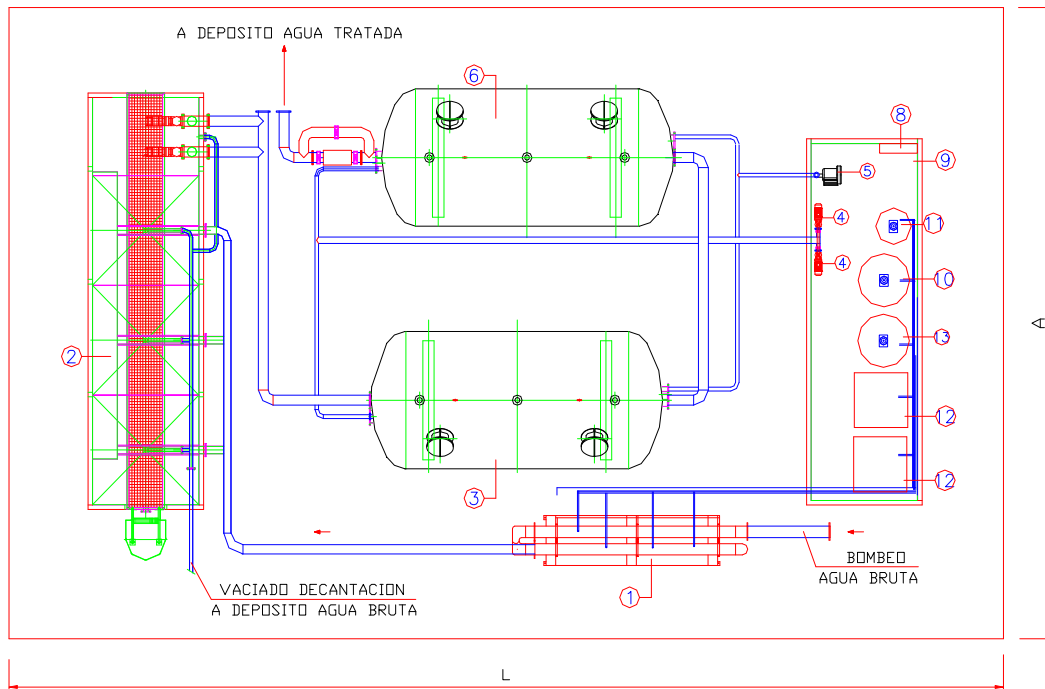 A DEPOSITO AGUA TRATADA
6
8
9
5
4
11
4
10
13
2
12
12
3
BOMBEO
AGUA BRUTA
VACIADO DECANTACION
A DEPOSITO AGUA BRUTA
1
A
L